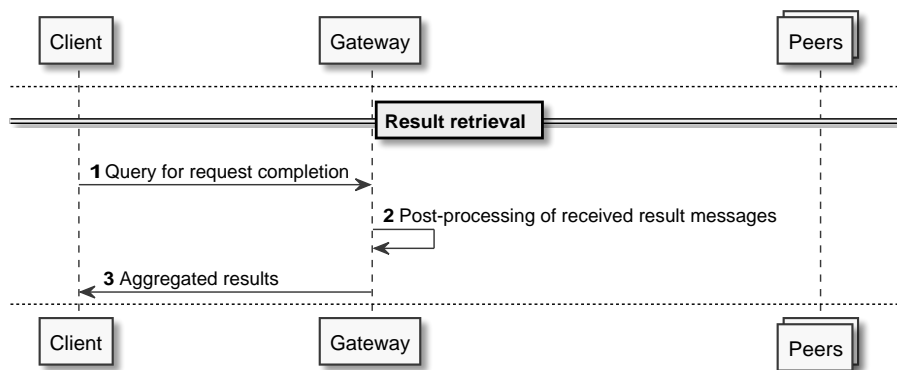 Client
Gateway
Peers
Result retrieval
1 Query for request completion
2 Post-processing of received result messages
3 Aggregated results
Client
Gateway
Peers